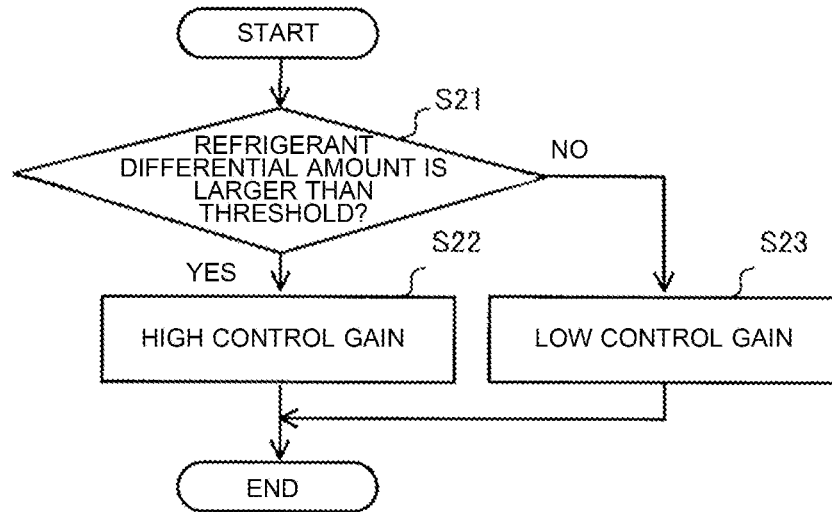 START
S21
REFRIGERANT
DIFFERENTIAL AMOUNT IS
LARGER THAN
THRESHOLD?
NO
YES
S22
S23
HIGH CONTROL GAIN
LOW CONTROL GAIN
END